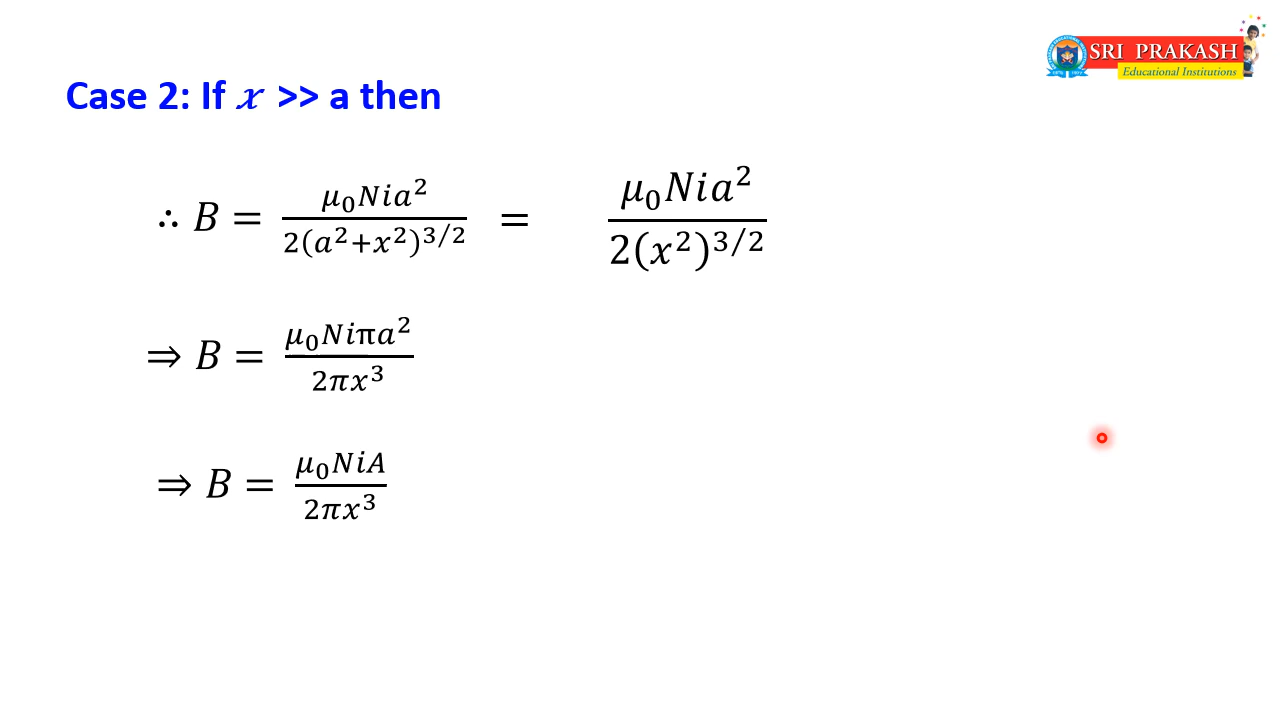 SRI PRAKASH
Educational Institutions
Case 2: If 𝑥 >> a then
∴ B = μ₀Nia² / 2(a²+x²)^3/2 = μ₀Nia² / 2(x²)^3/2
⇒ B = μ₀Niπa² / 2πx³
⇒ B = μ₀NiA / 2πx³